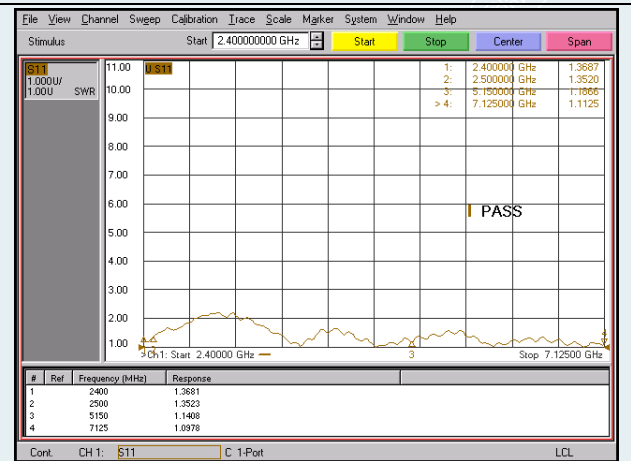 File View Channel Sweep Calibration Trace Scale Marker System Window Help
Stimulus Start 2.400000000 GHz Start Stop Center Span
S11
1.000U/
1.00U SWR
11.00
10.00
9.00
8.00
7.00
6.00
5.00
4.00
3.00
2.00
1.00
U S11
1: 2.400000 GHz 1.3687
2: 2.500000 GHz 1.3520
3: 5.150000 GHz 1.1866
> 4: 7.125000 GHz 1.1125
PASS
>Ch1: Start 2.40000 GHz
3
Stop 7.12500 GHz
# Ref Frequency (MHz) Response
1 2400 1.3681
2 2500 1.3523
3 5150 1.1408
4 7125 1.0978
Cont. CH 1: S11 C 1-Port LCL